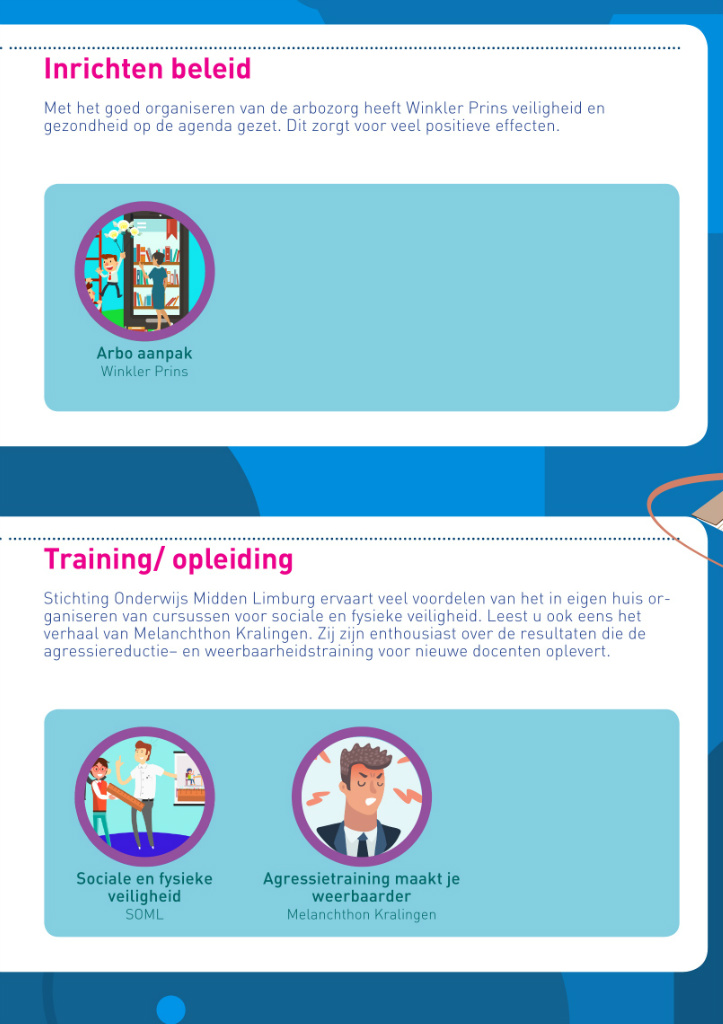 Inrichten beleid
Met het goed organiseren van de arbozorg heeft Winkler Prins veiligheid en
gezondheid op de agenda gezet. Dit zorgt voor veel positieve effecten.
Arbo aanpak
Winkler Prins
Training/ opleiding
Stichting Onderwijs Midden Limburg ervaart veel voordelen van het in eigen huis or-
ganiseren van cursussen voor sociale en fysieke veiligheid. Leest u ook eens het
verhaal van Melanchthon Kralingen. Zij zijn enthousiast over de resultaten die de
agressiereductie– en weerbaarheidstraining voor nieuwe docenten oplevert.
Sociale en fysieke
veiligheid
SOML
Agressietraining maakt je
weerbaarder
Melanchthon Kralingen